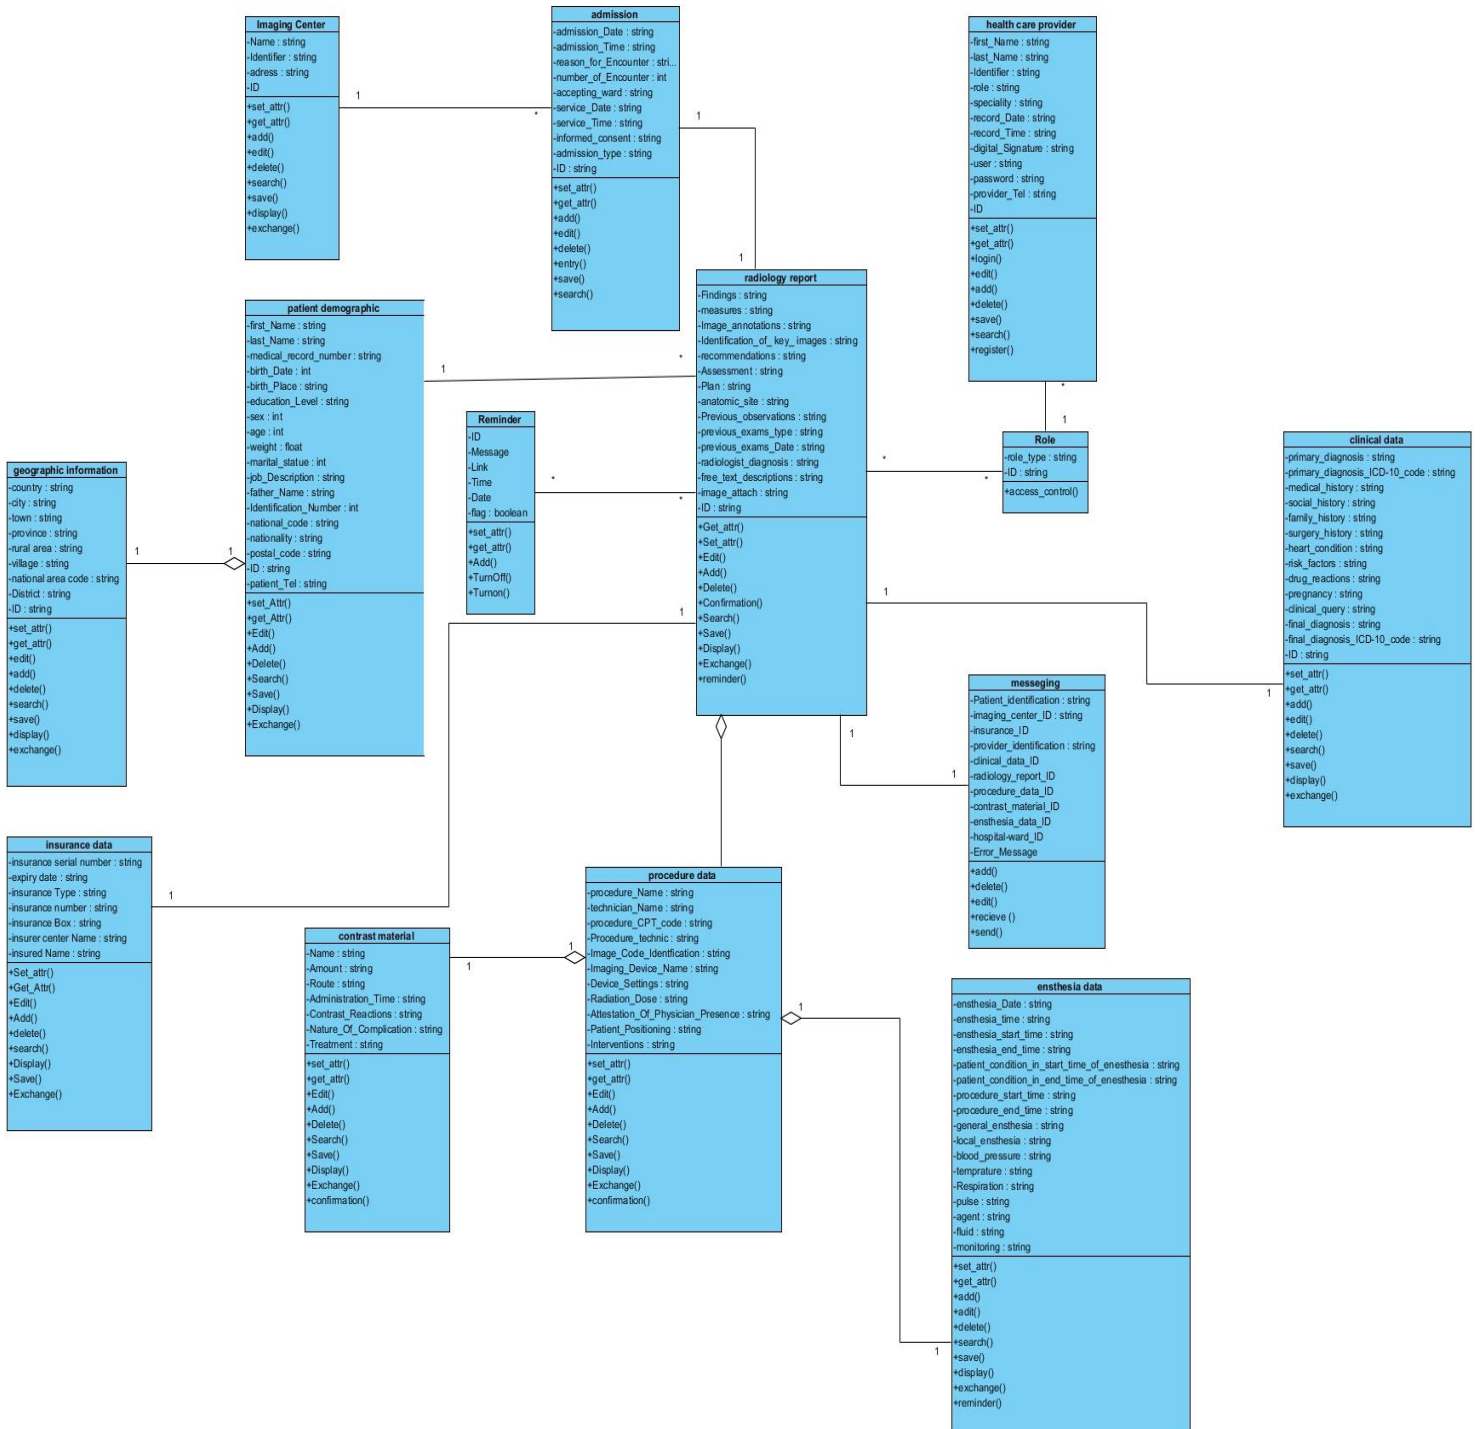 Imaging Center
-Name : string
-Identifier : string
-adress : string
-ID
+set_attr()
+get_attr()
+add()
+edit()
+delete()
+search()
+save()
+display()
+exchange()
1
*
admission
-admission_Date : string
-admission_Time : string
-reason_for_Encounter : stri...
-number_of_Encounter : int
-accepting_ward : string
-service_Date : string
-service_Time : string
-informed_consent : string
-admission_type : string
-ID : string
+set_attr()
+get_attr()
+add()
+edit()
+delete()
+entry()
+save()
+search()
1
1
health care provider
-first_Name : string
-last_Name : string
-Identifier : string
-role : string
-speciality : string
-record_Date : string
-record_Time : string
-digital_Signature : string
-user : string
-password : string
-provider_Tel : string
-ID
+set_attr()
+get_attr()
+login()
+edit()
+add()
+delete()
+save()
+search()
+register()
*
1
patient demographic
-first_Name : string
-last_Name : string
-medical_record_number : string
-birth_Date : int
-birth_Place : string
-education_Level : string
-sex : int
-age : int
-weight : float
-marital_statue : int
-job_Description : string
-father_Name : string
-Identification_Number : int
-national_code : string
-nationality : string
-postal_code : string
-ID : string
-patient_Tel : string
+set_Attr()
+get_Attr()
+Edit()
+Add()
+Delete()
+Search()
+Save()
+Display()
+Exchange()
1
*
radiology report
-Findings : string
-measures : string
-Image_annotations : string
-Identification_of_ key_ images : string
-recommendations : string
-Assessment : string
-Plan : string
-anatomic_site : string
-Previous_observations : string
-previous_exams_type : string
-previous_exams_Date : string
-radiologist_diagnosis : string
-free_text_descriptions : string
-image_attach : string
-ID : string
+Get_attr()
+Set_attr()
+Edit()
+Add()
+Delete()
+Confirmation()
+Search()
+Save()
+Display()
+Exchange()
+reminder()
Reminder
-ID
-Message
-Link
-Time
-Date
-flag : boolean
+set_attr()
+get_attr()
+Add()
+TurnOff()
+Turnon()
*
*
Role
-role_type : string
-ID : string
+access_control()
*
*
clinical data
-primary_diagnosis : string
-primary_diagnosis_ICD-10_code : string
-medical_history : string
-social_history : string
-family_history : string
-surgery_history : string
-heart_condition : string
-risk_factors : string
-drug_reactions : string
-pregnancy : string
-clinical_query : string
-final_diagnosis : string
-final_diagnosis_ICD-10_code : string
-ID : string
+set_attr()
+get_attr()
+add()
+edit()
+delete()
+search()
+save()
+display()
+exchange()
1
1
geographic information
-country : string
-city : string
-town : string
-province : string
-rural area : string
-village : string
-national area code : string
-District : string
-ID : string
+set_attr()
+get_attr()
+edit()
+add()
+delete()
+search()
+save()
+display()
+exchange()
1
1
messeging
-Patient_identification : string
-imaging_center_ID : string
-insurance_ID
-provider_identification : string
-clinical_data_ID
-radiology_report_ID
-procedure_data_ID
-contrast_material_ID
-ensthesia_data_ID
-hospital-ward_ID
-Error_Message
+add()
+delete()
+edit()
+recieve ()
+send()
1
1
insurance data
-insurance serial number : string
-expiry date : string
-insurance Type : string
-insurance number : string
-insurance Box : string
-insurer center Name : string
-insured Name : string
+Set_attr()
+Get_Attr()
+Edit()
+Add()
+delete()
+search()
+Display()
+Save()
+Exchange()
1
1
contrast material
-Name : string
-Amount : string
-Route : string
-Administration_Time : string
-Contrast_Reactions : string
-Nature_Of_Complication : string
-Treatment : string
+set_attr()
+get_attr()
+Edit()
+Add()
+Delete()
+Search()
+Save()
+Display()
+Exchange()
+confirmation()
1
1
procedure data
-procedure_Name : string
-technician_Name : string
-procedure_CPT_code : string
-Procedure_technic : string
-Image_Code_Identfication : string
-Imaging_Device_Name : string
-Device_Settings : string
-Radiation_Dose : string
-Attestation_Of_Physician_Presence : string
-Patient_Positioning : string
-Interventions : string
+set_attr()
+get_attr()
+Edit()
+Add()
+Delete()
+Search()
+Save()
+Display()
+Exchange()
+confirmation()
1
1
ensthesia data
-ensthesia_Date : string
-ensthesia_time : string
-ensthesia_start_time : string
-ensthesia_end_time : string
-patient_condition_in_start_time_of_enesthesia : string
-patient_condition_in_end_time_of_enesthesia : string
-procedure_start_time : string
-procedure_end_time : string
-general_ensthesia : string
-local_ensthesia : string
-blood_pressure : string
-temprature : string
-Respiration : string
-pulse : string
-agent : string
-fluid : string
-monitoring : string
+set_attr()
+get_attr()
+add()
+adit()
+delete()
+search()
+save()
+display()
+exchange()
+reminder()